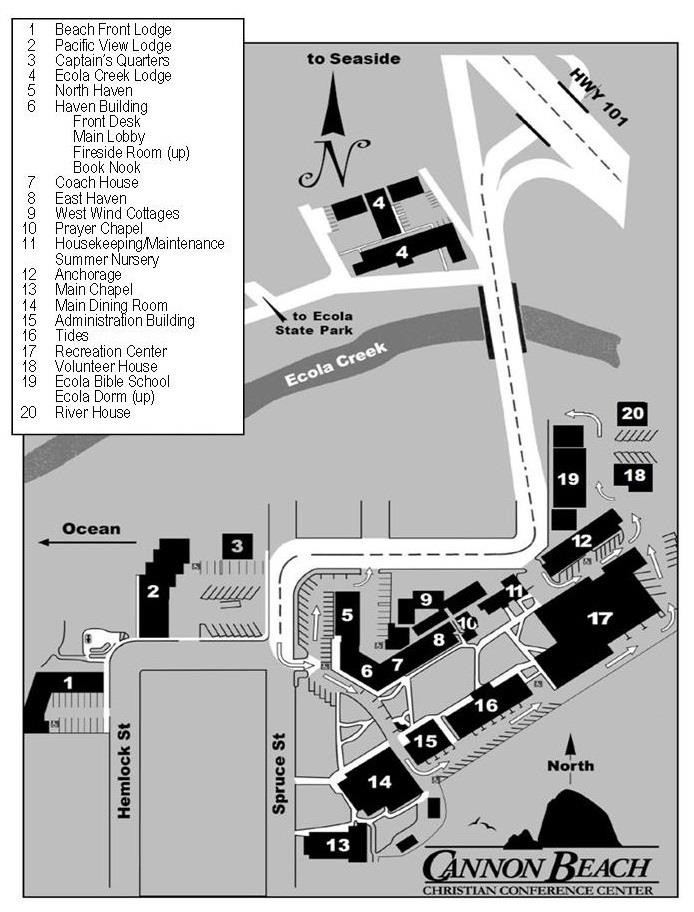 1 Beach Front Lodge
2 Pacific View Lodge
3 Captain's Quarters
4 Ecola Creek Lodge
5 North Haven
6 Haven Building
Front Desk
Main Lobby
Fireside Room (up)
Book Nook
7 Coach House
8 East Haven
9 West Wind Cottages
10 Prayer Chapel
11 Housekeeping/Maintenance
Summer Nursery
12 Anchorage
13 Main Chapel
14 Main Dining Room
15 Administration Building
16 Tides
17 Recreation Center
18 Volunteer House
19 Ecola Bible School
Ecola Dorm (up)
20 River House
to Seaside
HWY 101
N
4
4
to Ecola
State Park
Ecola Creek
20
19
18
Ocean
3
12
2
5
9
11
10
17
8
7
6
1
16
15
Hemlock St
Spruce St
14
North
13
CANNON BEACH
CHRISTIAN CONFERENCE CENTER